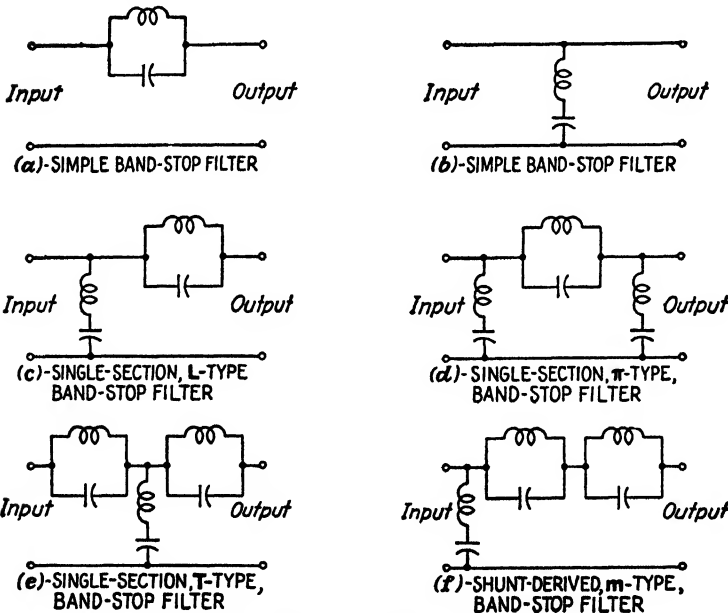 Input Output
(a)-SIMPLE BAND-STOP FILTER
Input Output
(b)-SIMPLE BAND-STOP FILTER
Input Output
(c)-SINGLE-SECTION, L-TYPE
BAND-STOP FILTER
Input Output
(d)-SINGLE-SECTION, π-TYPE,
BAND-STOP FILTER
Input Output
(e)-SINGLE-SECTION, T-TYPE,
BAND-STOP FILTER
Input Output
(f)-SHUNT-DERIVED, m-TYPE,
BAND-STOP FILTER